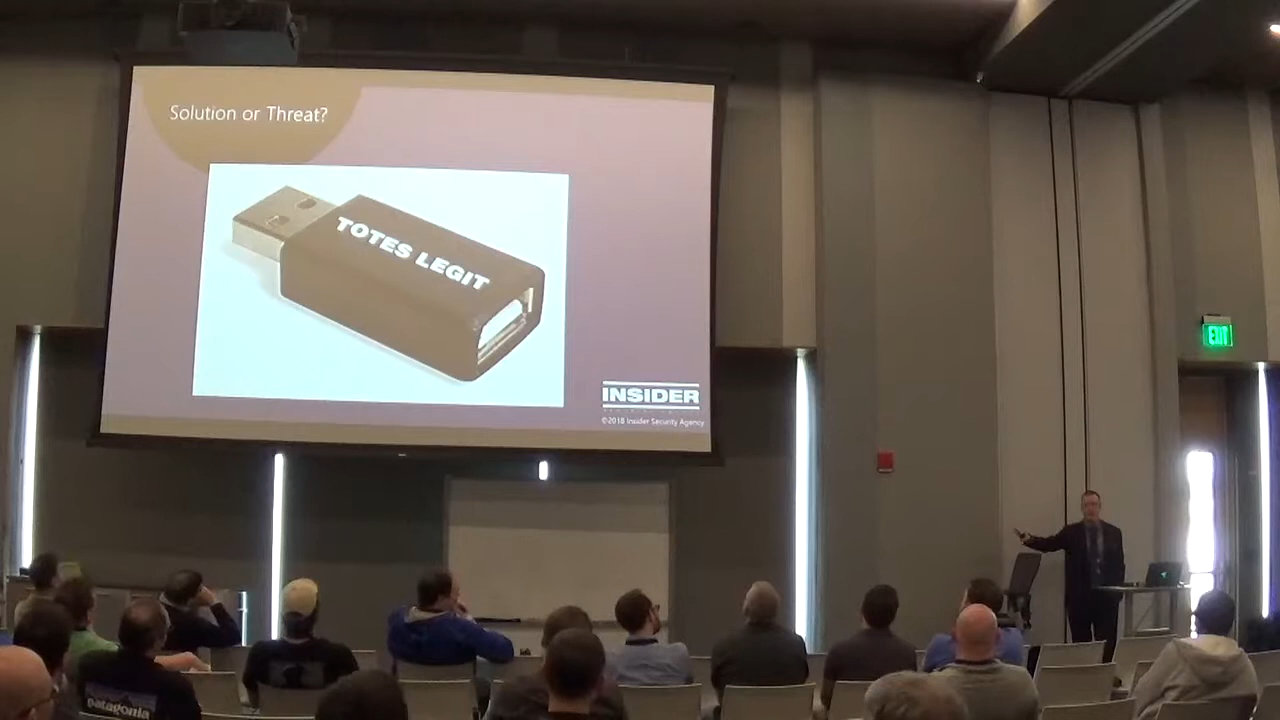 Solution or Threat?
TOTES LEGIT
INSIDER
©2018 Insider Security Agency
EXIT
patagonia